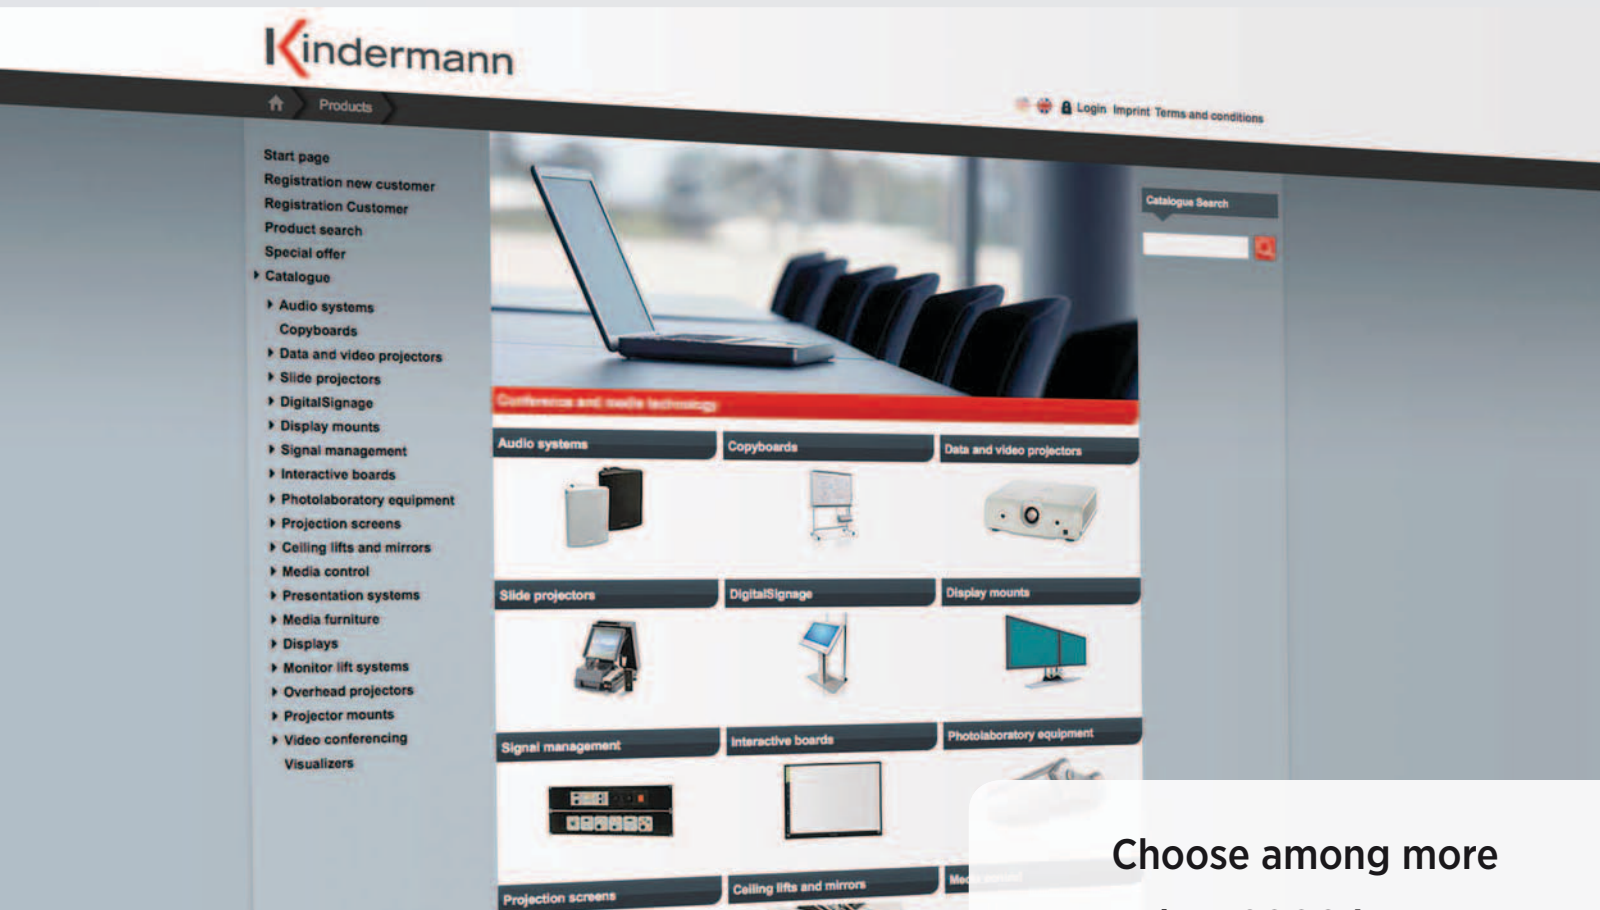 Kindermann
Products
Login Imprint Terms and conditions
Start page
Registration new customer
Registration Customer
Product search
Special offer
Catalogue
Audio systems
Copyboards
Data and video projectors
Slide projectors
DigitalSignage
Display mounts
Signal management
Interactive boards
Photolaboratory equipment
Projection screens
Ceiling lifts and mirrors
Media control
Presentation systems
Media furniture
Displays
Monitor lift systems
Overhead projectors
Projector mounts
Video conferencing
Visualizers
Catalogue Search
Conference and media technology
Audio systems
Copyboards
Data and video projectors
Slide projectors
DigitalSignage
Display mounts
Signal management
Interactive boards
Photolaboratory equipment
Projection screens
Ceiling lifts and mirrors
Choose among more